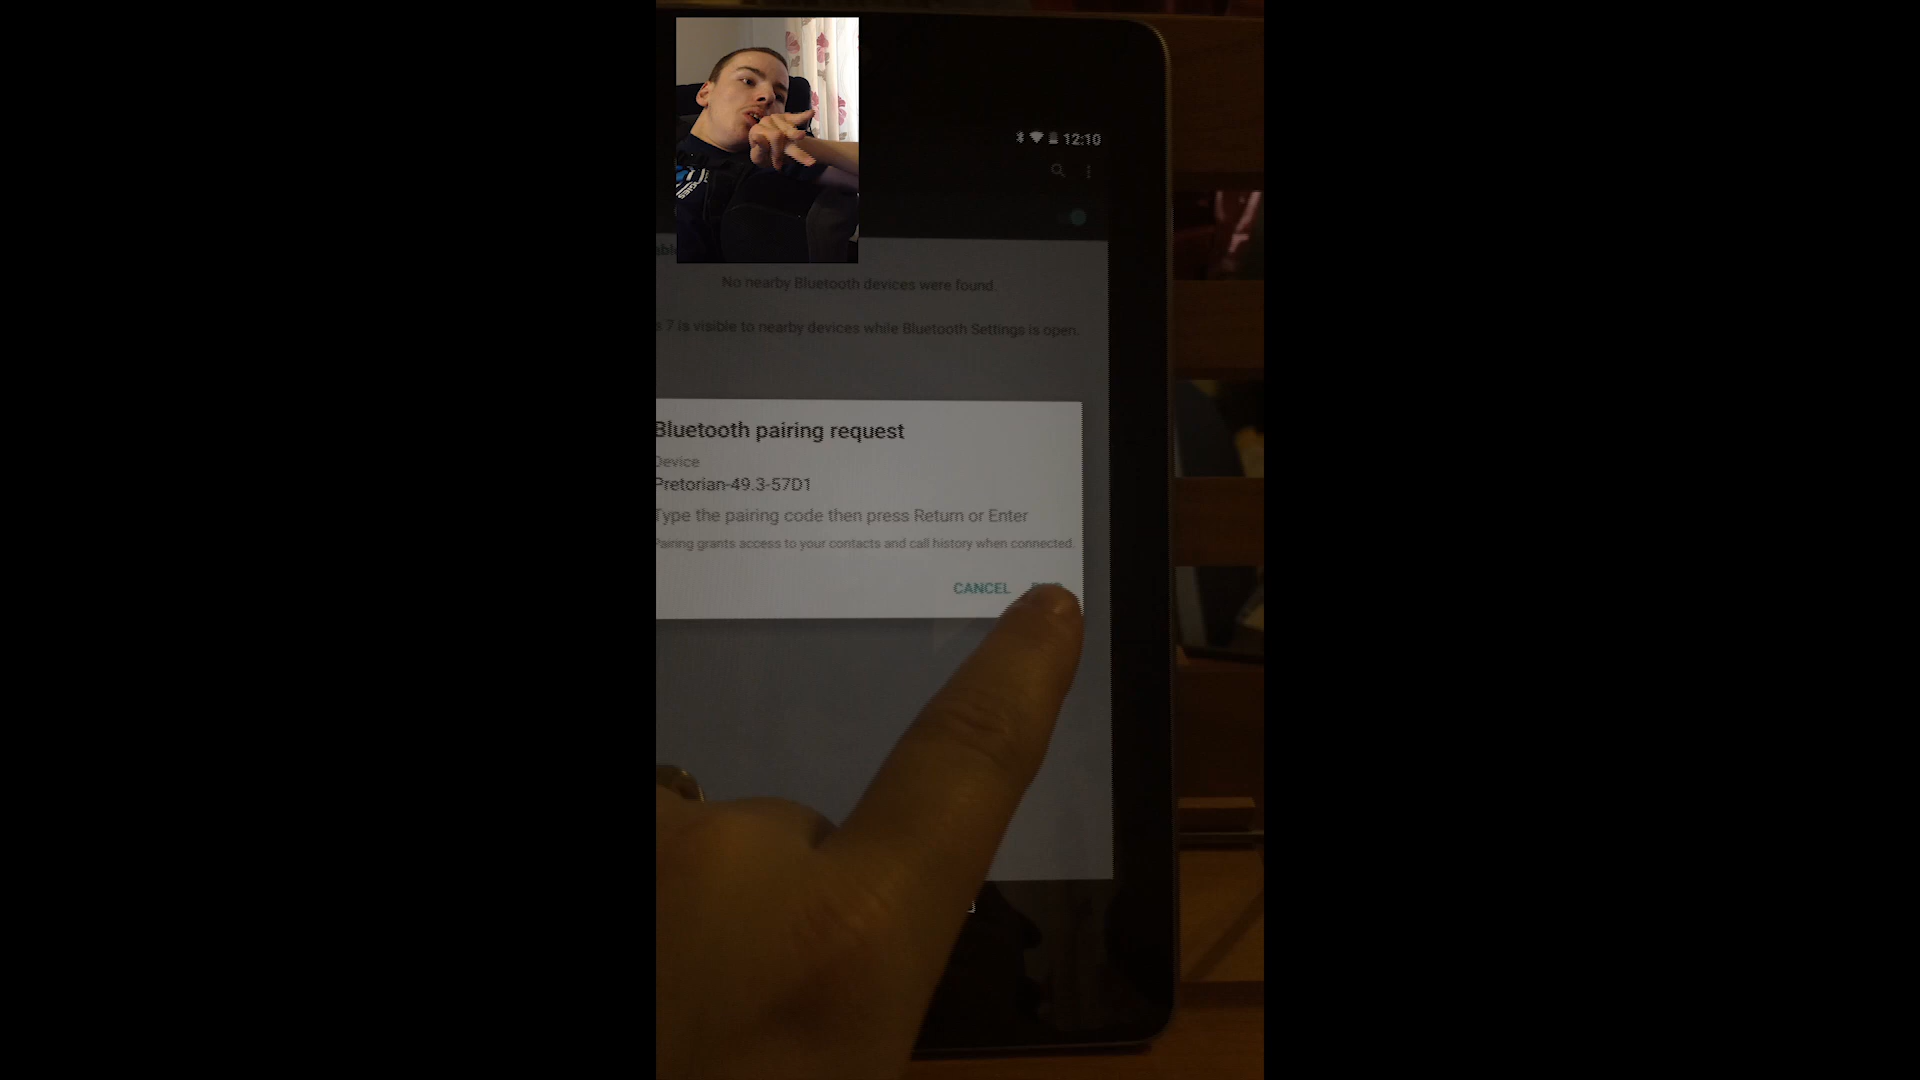 12:10
No nearby Bluetooth devices were found.
7 is visible to nearby devices while Bluetooth Settings is open.
Bluetooth pairing request
Device
Pretorian-49.3-57D1
Type the pairing code then press Return or Enter
Pairing grants access to your contacts and call history when connected.
CANCEL